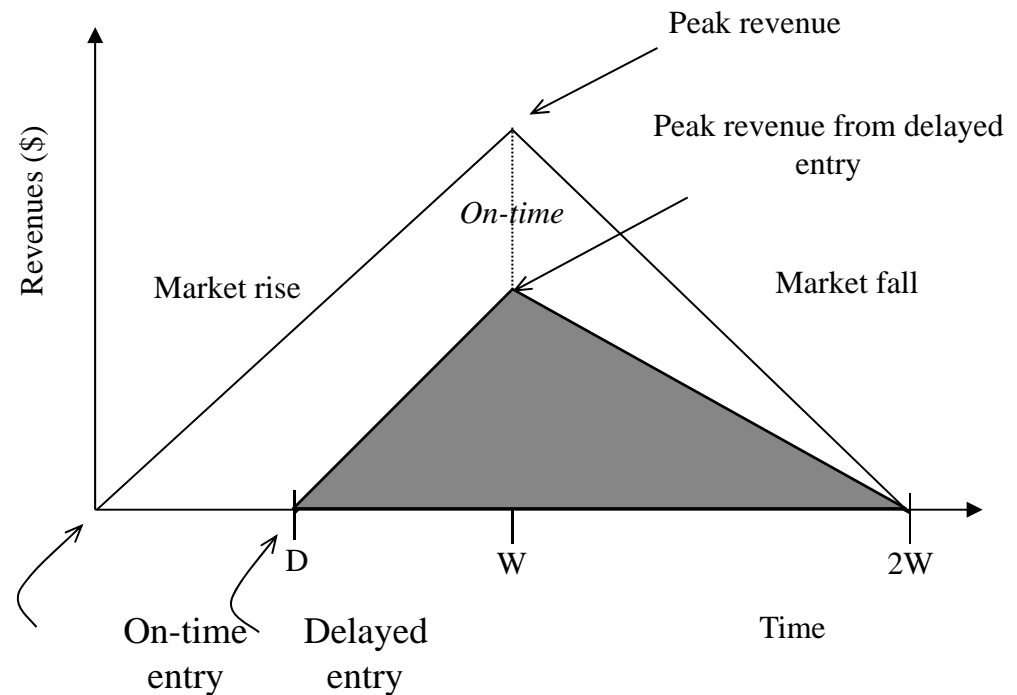 Peak revenue
Peak revenue from delayed
entry
Revenues ($)
On-time
Market rise
Market fall
D
W
2W
On-time
entry
Delayed
entry
Time